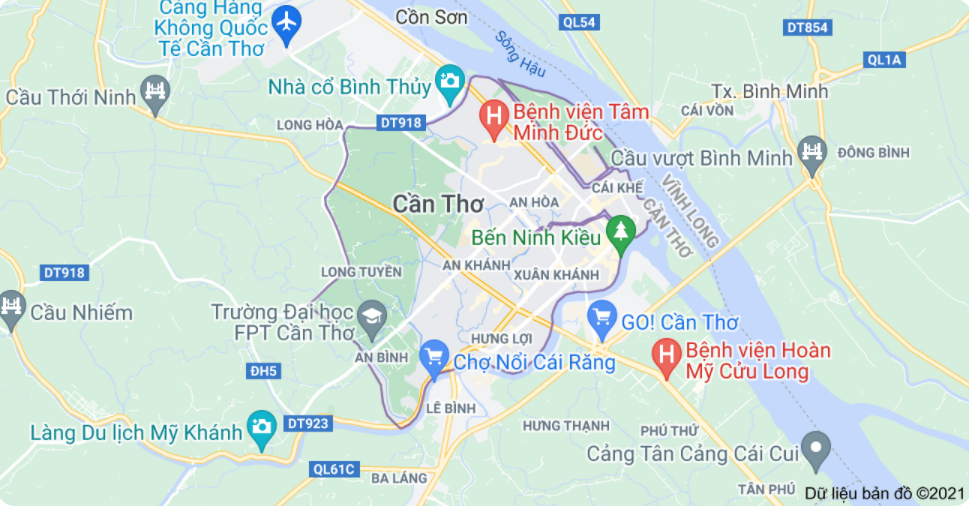 Cảng Hàng
Không Quốc
Tế Cần Thơ
Cồn Sơn
QL54
DT854
Sông Hậu
QL1A
Nhà cổ Bình Thủy
Cầu Thới Ninh
Tx. Bình Minh
CÁI VỒN
LONG HÒA
DT918
Bệnh viện Tâm
Minh Đức
Cầu vượt Bình Minh
ĐÔNG BÌNH
CÁI KHẾ
VĨNH LONG
CẦN THƠ
Cần Thơ
AN HÒA
Bến Ninh Kiều
AN KHÁNH
XUÂN KHÁNH
DT918
LONG TUYỀN
Cầu Nhiếm
Trường Đại học
FPT Cần Thơ
GO! Cần Thơ
HƯNG LỢI
AN BÌNH
Chợ Nổi Cái Răng
Bệnh viện Hoàn
Mỹ Cửu Long
ĐH5
LÊ BÌNH
DT923
Làng Du lịch Mỹ Khánh
HƯNG THẠNH
PHÚ THỨ
Cảng Tân Cảng Cái Cui
QL61C
BA LÁNG
TÂN PHÚ
Dữ liệu bản đồ ©2021